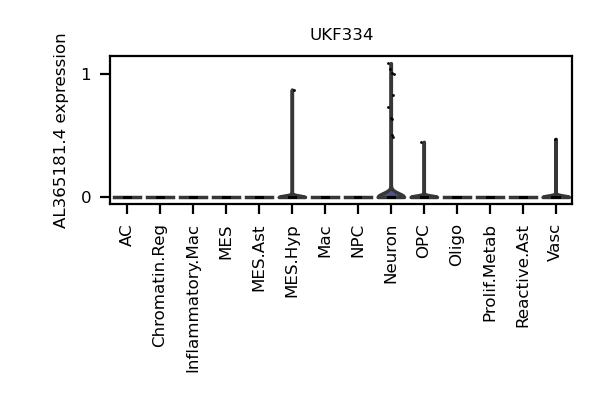 UKF334
AL365181.4 expression
1
0
AC
Chromatin.Reg
Inflammatory.Mac
MES
MES.Ast
MES.Hyp
Mac
NPC
Neuron
OPC
Oligo
Prolif.Metab
Reactive.Ast
Vasc